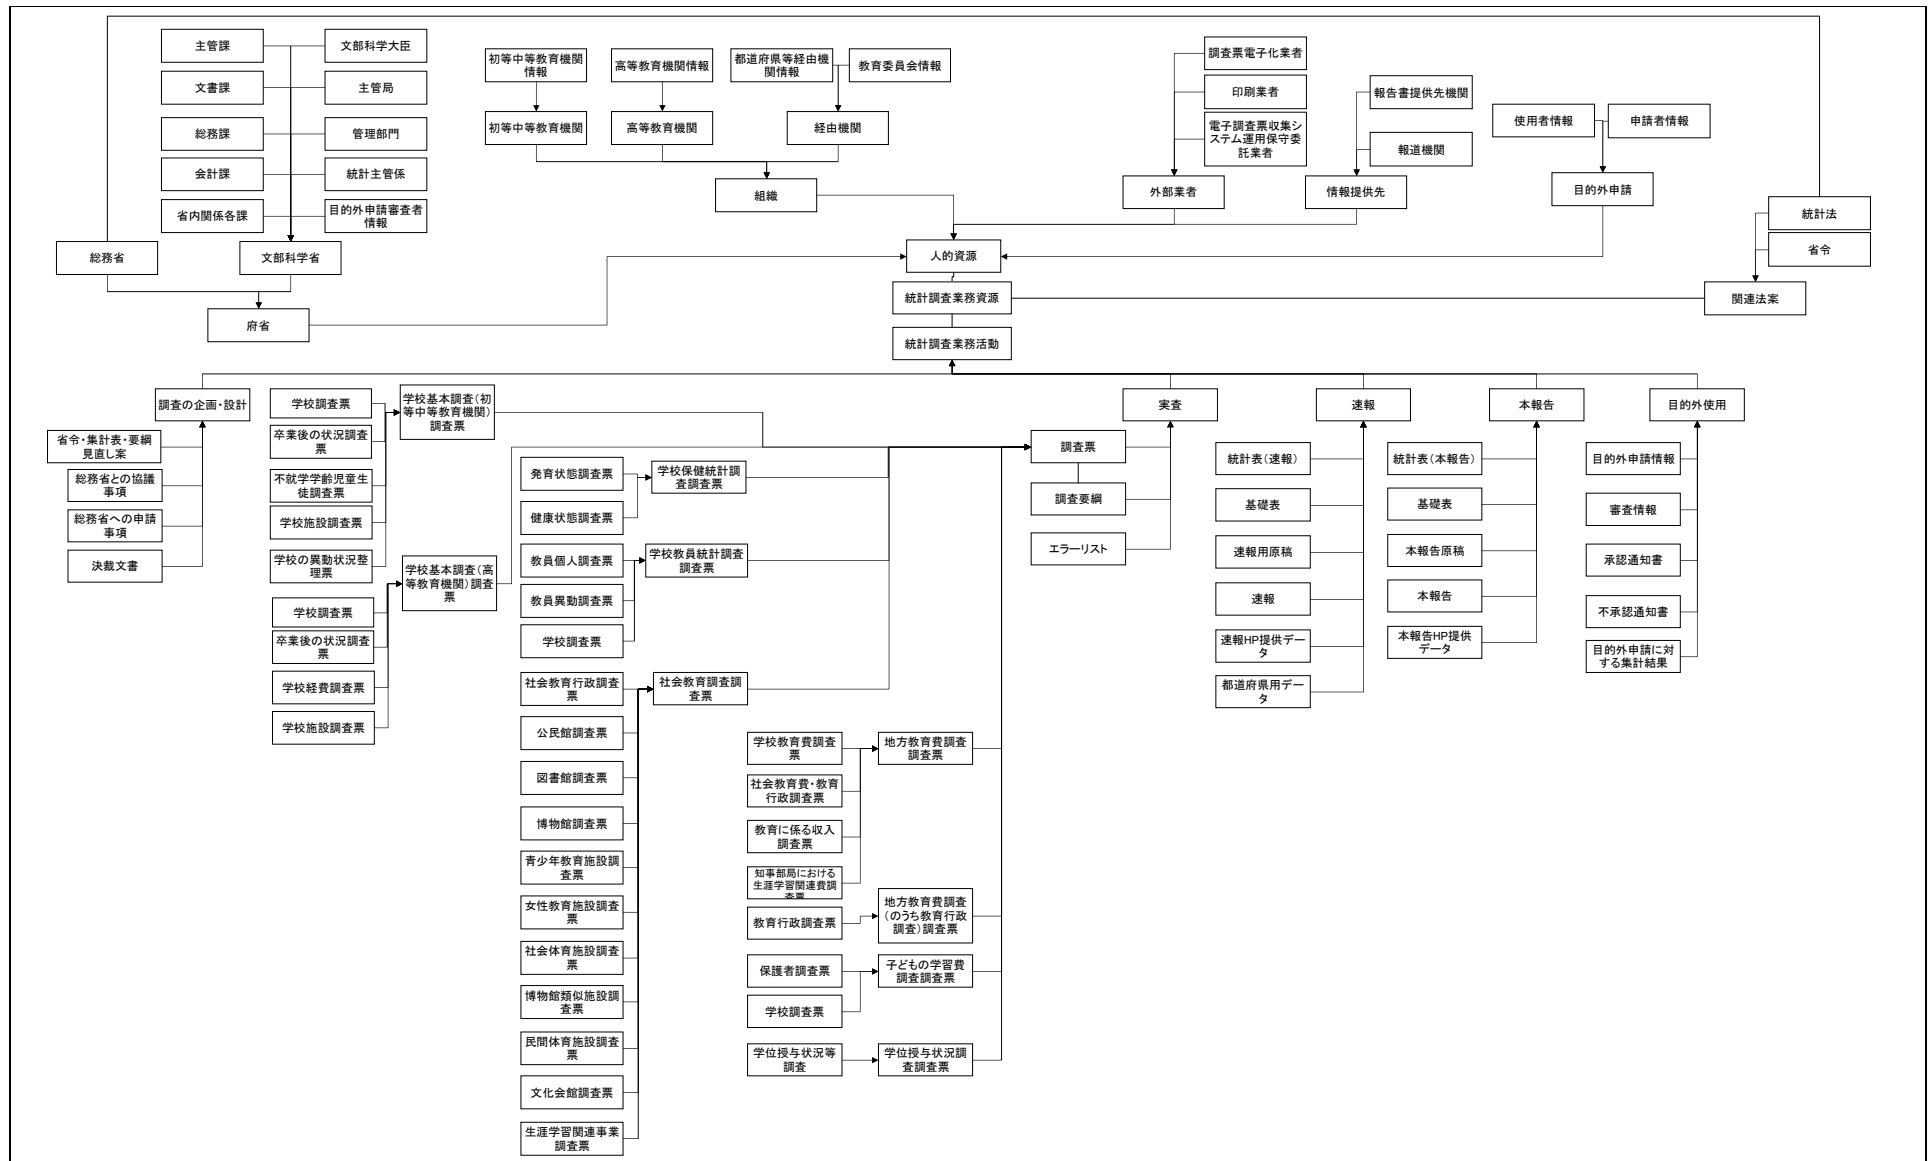 主管課
文部科学大臣
文書課
主管局
総務課
管理部門
会計課
統計主管係
省内関係各課
目的外申請審査者
情報
総務省
文部科学省
府省
初等中等教育機関
情報
高等教育機関情報
都道府県等経由機
関情報
教育委員会情報
初等中等教育機関
高等教育機関
経由機関
組織
調査票電子化業者
印刷業者
電子調査票収集シ
ステム運用保守委
託業者
外部業者
報告書提供先機関
報道機関
情報提供先
使用者情報
申請者情報
目的外申請
統計法
省令
関連法案
人的資源
統計調査業務資源
統計調査業務活動
調査の企画・設計
省令・集計表・要綱
見直し案
総務省との協議
事項
総務省への申請
事項
決裁文書
学校調査票
卒業後の状況調査
票
不就学学齢児童生
徒調査票
学校施設調査票
学校の異動状況整
理票
学校基本調査(初
等中等教育機関)
調査票
学校調査票
卒業後の状況調査
票
学校経費調査票
学校施設調査票
学校基本調査(高
等教育機関)調査
票
発育状態調査票
健康状態調査票
学校保健統計調
査調査票
教員個人調査票
教員異動調査票
学校調査票
学校教員統計調査
調査票
社会教育行政調査
票
公民館調査票
図書館調査票
博物館調査票
青少年教育施設調
査票
女性教育施設調査
票
社会体育施設調査
票
博物館類似施設調
査票
民間体育施設調査
票
文化会館調査票
生涯学習関連事業
調査票
社会教育調査調
査票
学校教育費調査
票
社会教育費・教育
行政調査票
教育に係る収入
調査票
知事部局における
生涯学習関連費調
査票
地方教育費調査
調査票
教育行政調査票
地方教育費調査
(のうち教育行政
調査)調査票
保護者調査票
学校調査票
子どもの学習費
調査調査票
学位授与状況等
調査
学位授与状況調
査調査票
実査
調査票
調査要綱
エラーリスト
速報
統計表(速報)
基礎表
速報用原稿
速報
速報HP提供デー
タ
都道府県用デー
タ
本報告
統計表(本報告)
基礎表
本報告原稿
本報告
本報告HP提供
データ
目的外使用
目的外申請情報
審査情報
承認通知書
不承認通知書
目的外申請に対
する集計結果